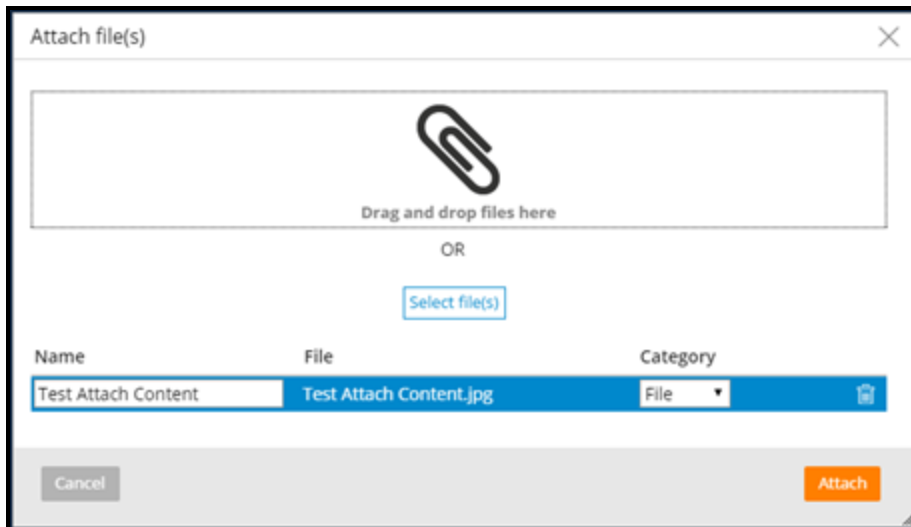 Attach file(s)
Drag and drop files here
OR
Select file(s)
Name File Category
Test Attach Content Test Attach Content.jpg File
Cancel Attach